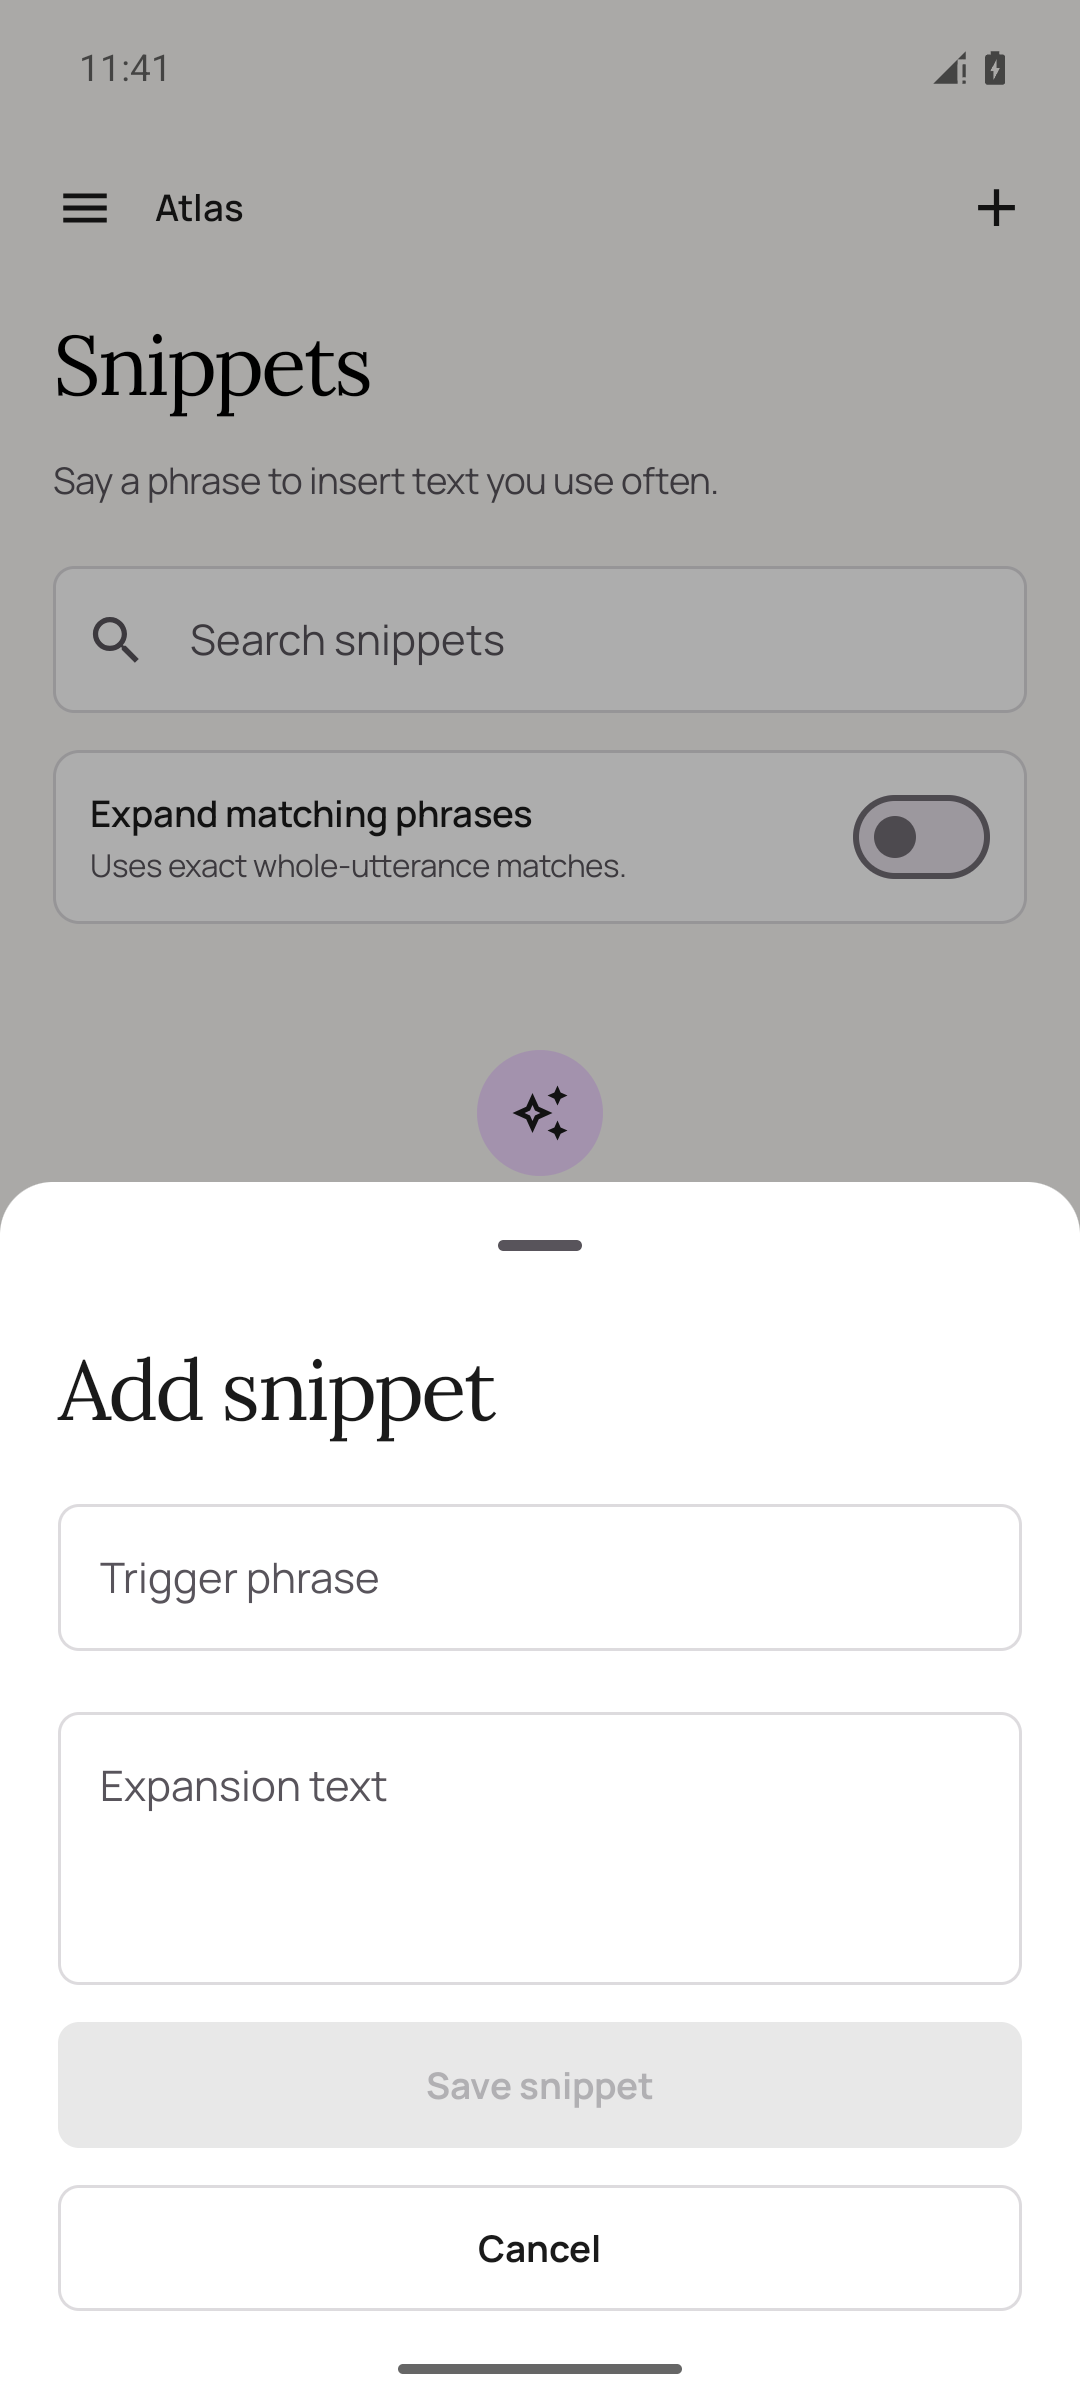 11:41
Atlas
Snippets
Say a phrase to insert text you use often.
Search snippets
Expand matching phrases
Uses exact whole-utterance matches.
Add snippet
Trigger phrase
Expansion text
Save snippet
Cancel